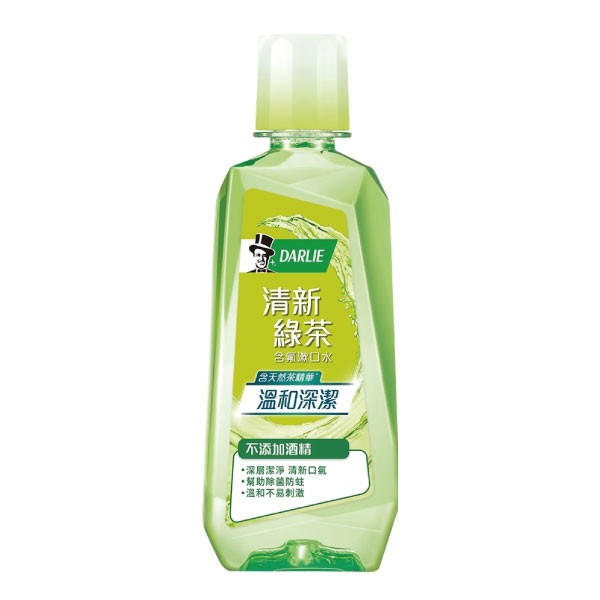 DARLIE
清新
綠茶
含氟漱口水
含天然茶精華*
溫和深潔
不添加酒精
•深層潔淨 清新口氣
•幫助除菌防蛀
•溫和不易刺激